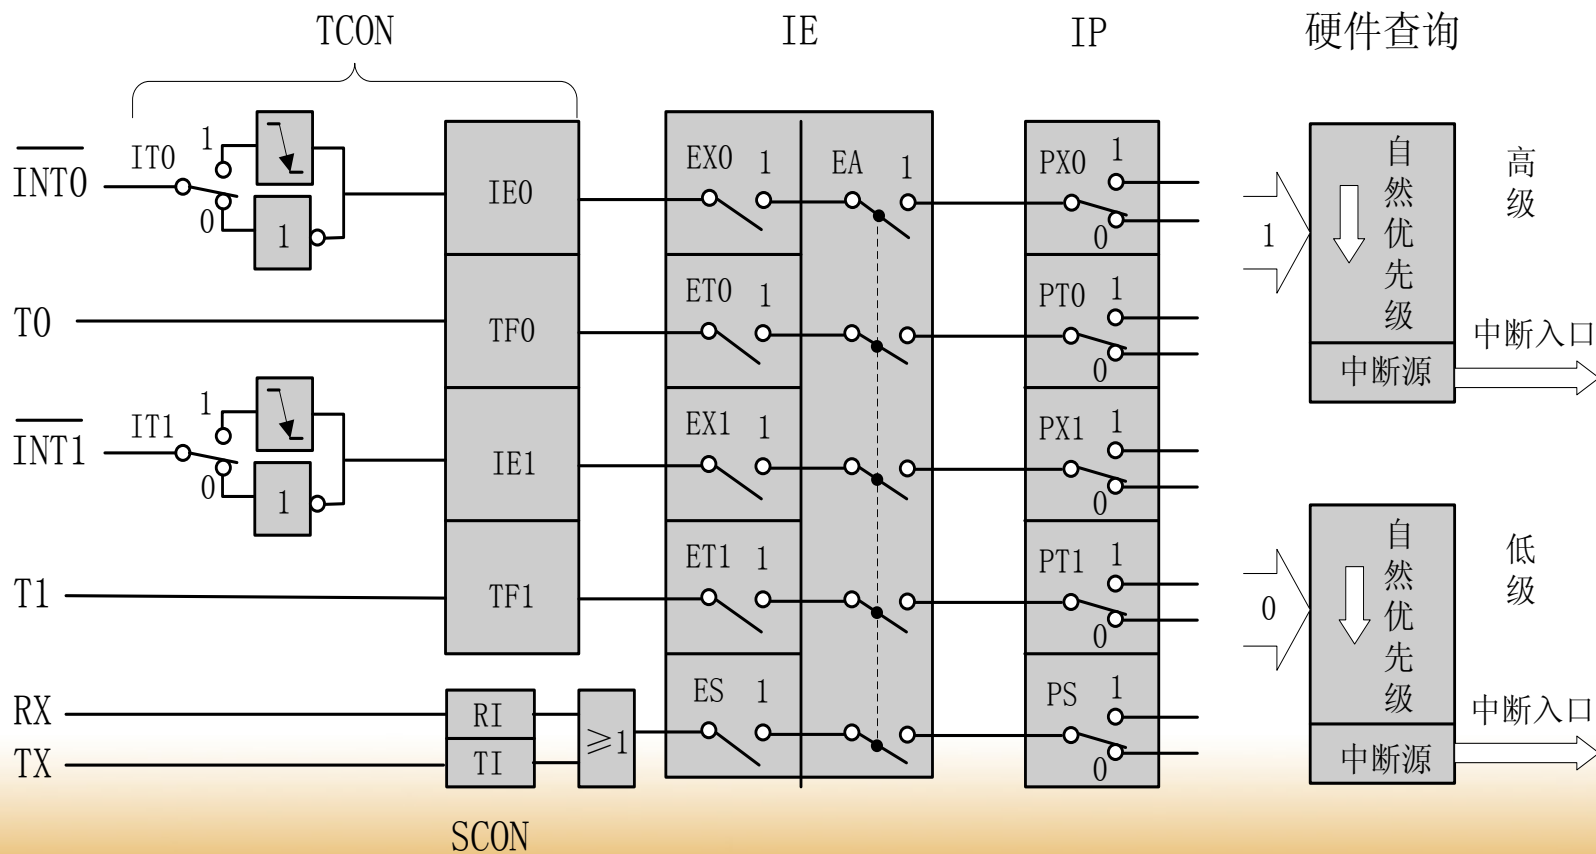 TCON IE IP 硬件查询
INT0 IT0 1 0 1 IE0 EX0 1 EA 1 PX0 1 0
T0 TF0 ET0 1 PT0 1 0
INT1 IT1 1 0 1 IE1 EX1 1 PX1 1 0
T1 TF1 ET1 1 PT1 1 0
RX RI ≥1 ES 1 PS 1 0
TX TI
SCON
1
自然优先级
高级
中断源
中断入口
0
自然优先级
低级
中断源
中断入口